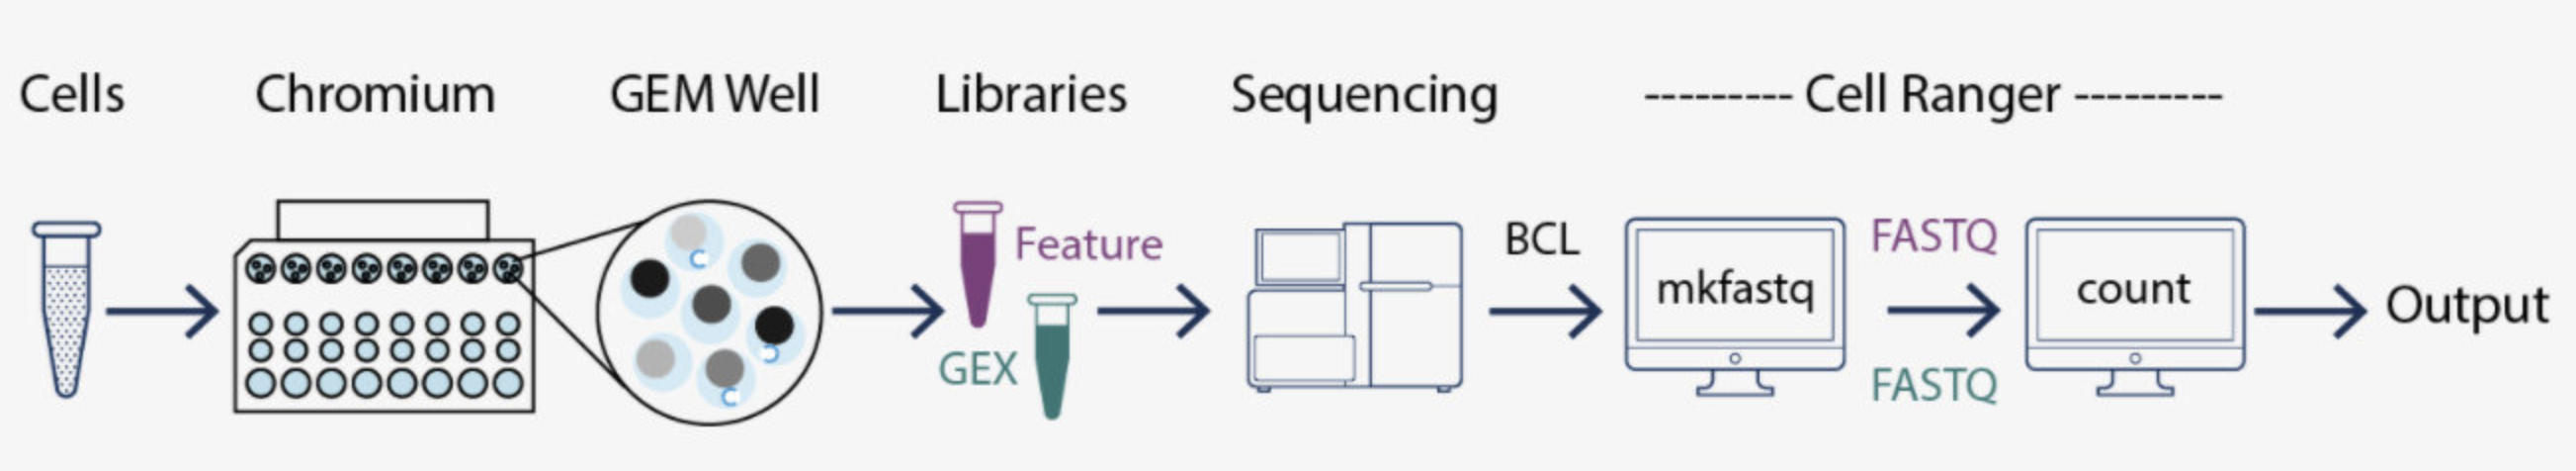 Cells
Chromium
GEM Well
Libraries
Sequencing
--------- Cell Ranger ---------
Feature
GEX
BCL
mkfastq
FASTQ
FASTQ
count
Output